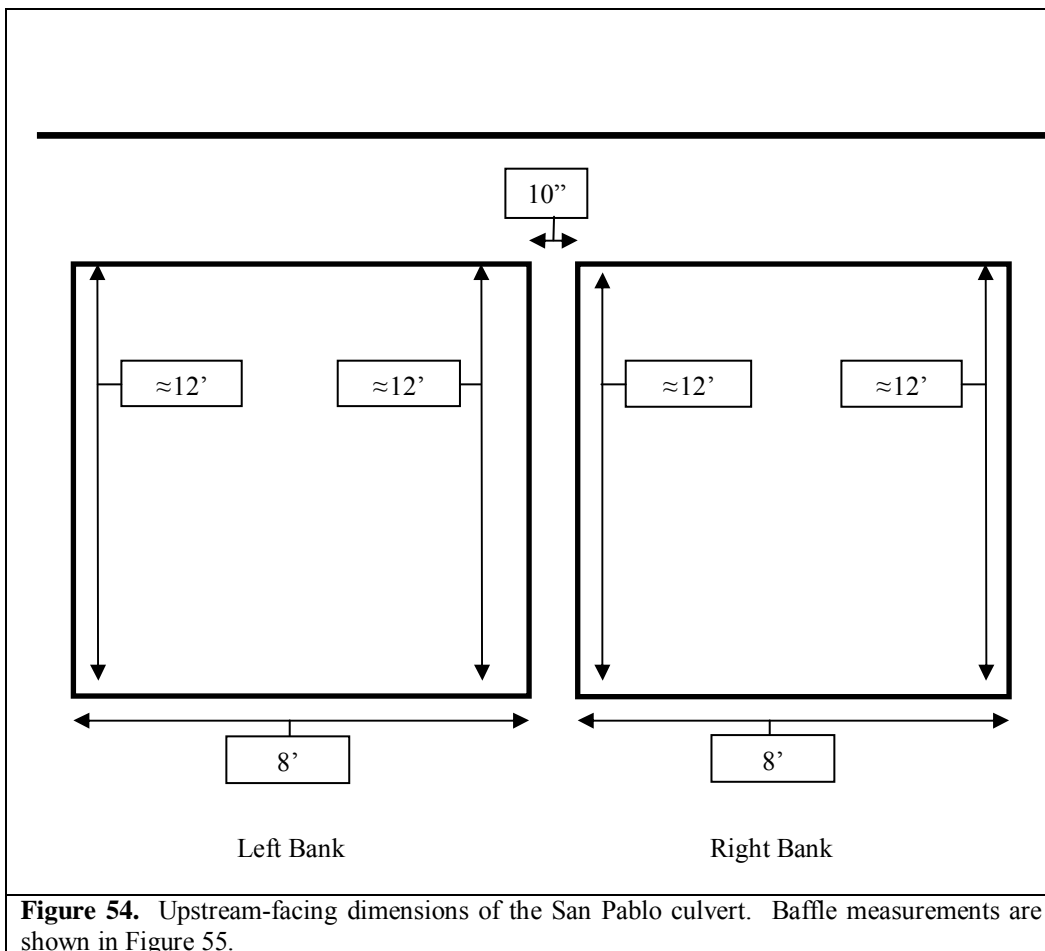 10”
≈12’ ≈12’ ≈12’ ≈12’
8’ 8’
Left Bank Right Bank
Figure 54. Upstream-facing dimensions of the San Pablo culvert. Baffle measurements are
shown in Figure 55.